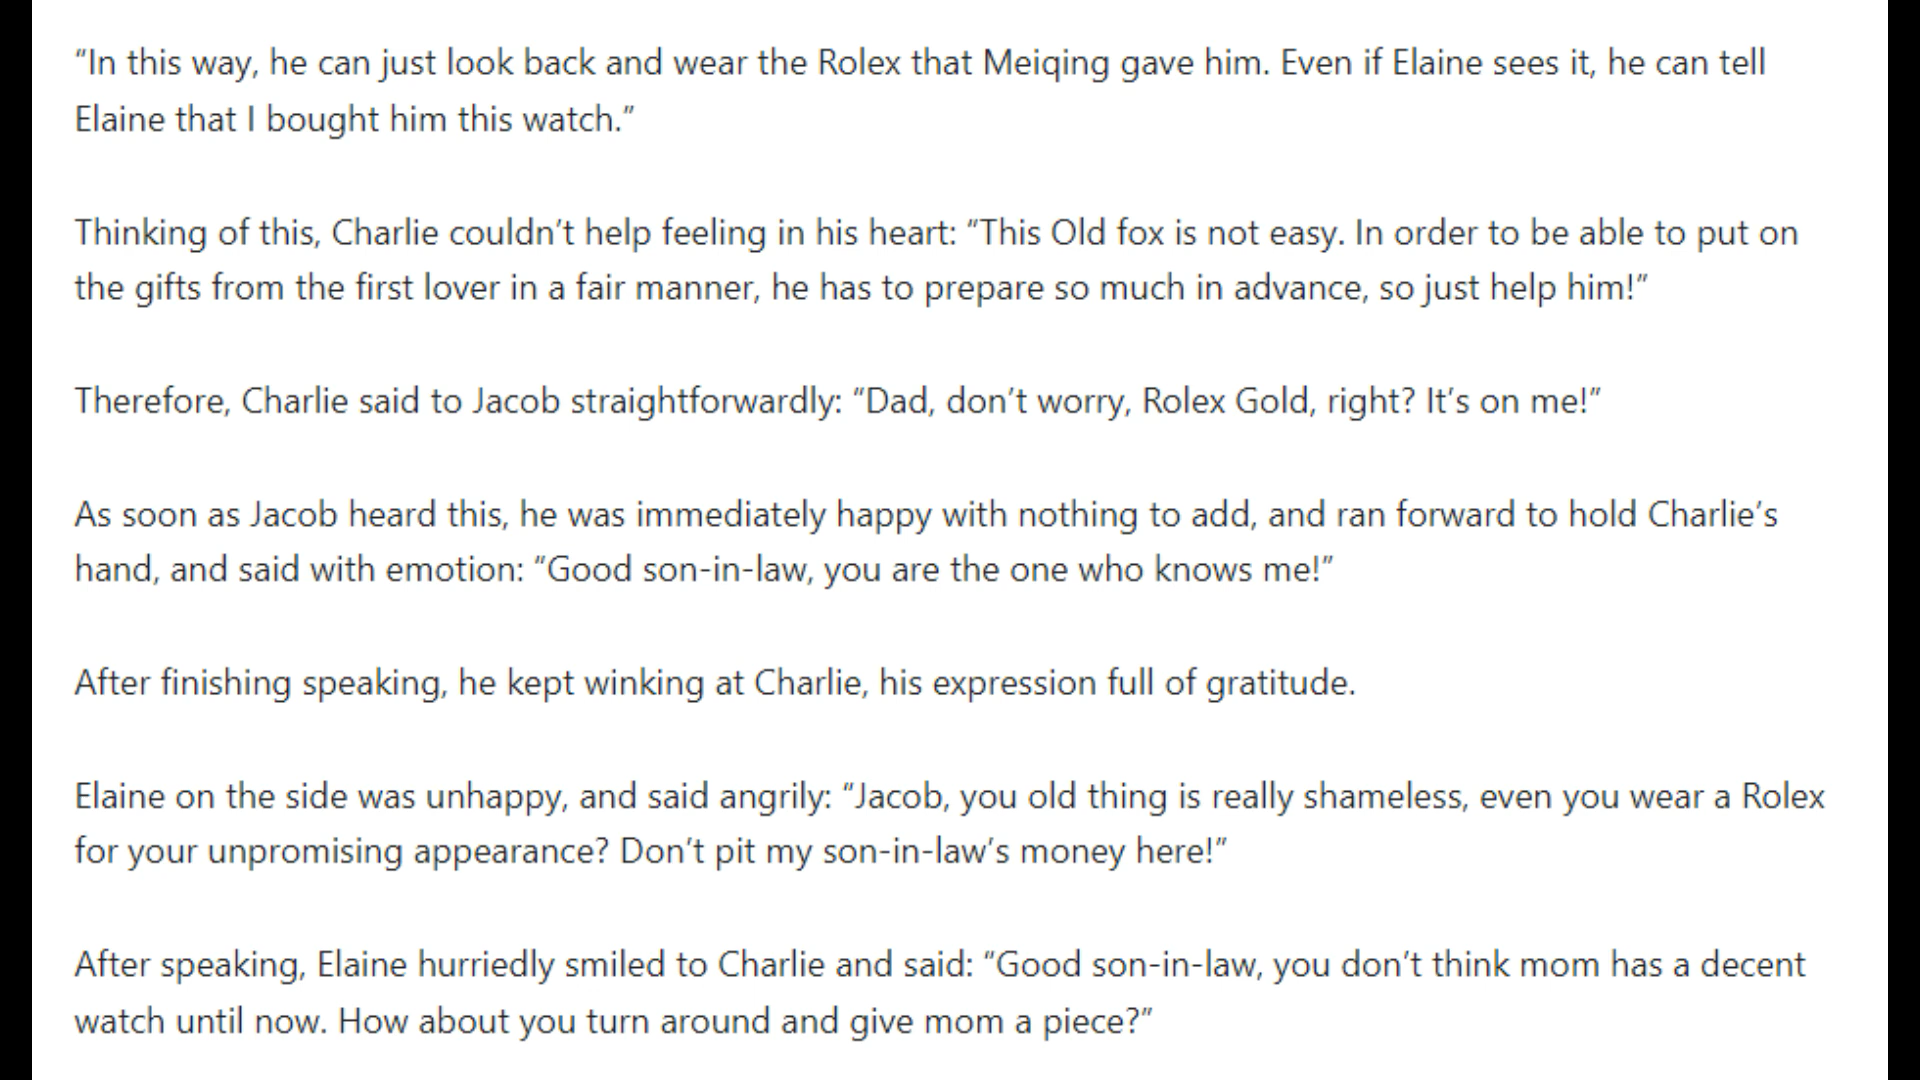 “In this way, he can just look back and wear the Rolex that Meiqing gave him. Even if Elaine sees it, he can tell
Elaine that I bought him this watch.”
Thinking of this, Charlie couldn’t help feeling in his heart: “This Old fox is not easy. In order to be able to put on
the gifts from the first lover in a fair manner, he has to prepare so much in advance, so just help him!”
Therefore, Charlie said to Jacob straightforwardly: “Dad, don’t worry, Rolex Gold, right? It’s on me!”
As soon as Jacob heard this, he was immediately happy with nothing to add, and ran forward to hold Charlie’s
hand, and said with emotion: “Good son-in-law, you are the one who knows me!”
After finishing speaking, he kept winking at Charlie, his expression full of gratitude.
Elaine on the side was unhappy, and said angrily: “Jacob, you old thing is really shameless, even you wear a Rolex
for your unpromising appearance? Don’t pit my son-in-law’s money here!”
After speaking, Elaine hurriedly smiled to Charlie and said: “Good son-in-law, you don’t think mom has a decent
watch until now. How about you turn around and give mom a piece?”